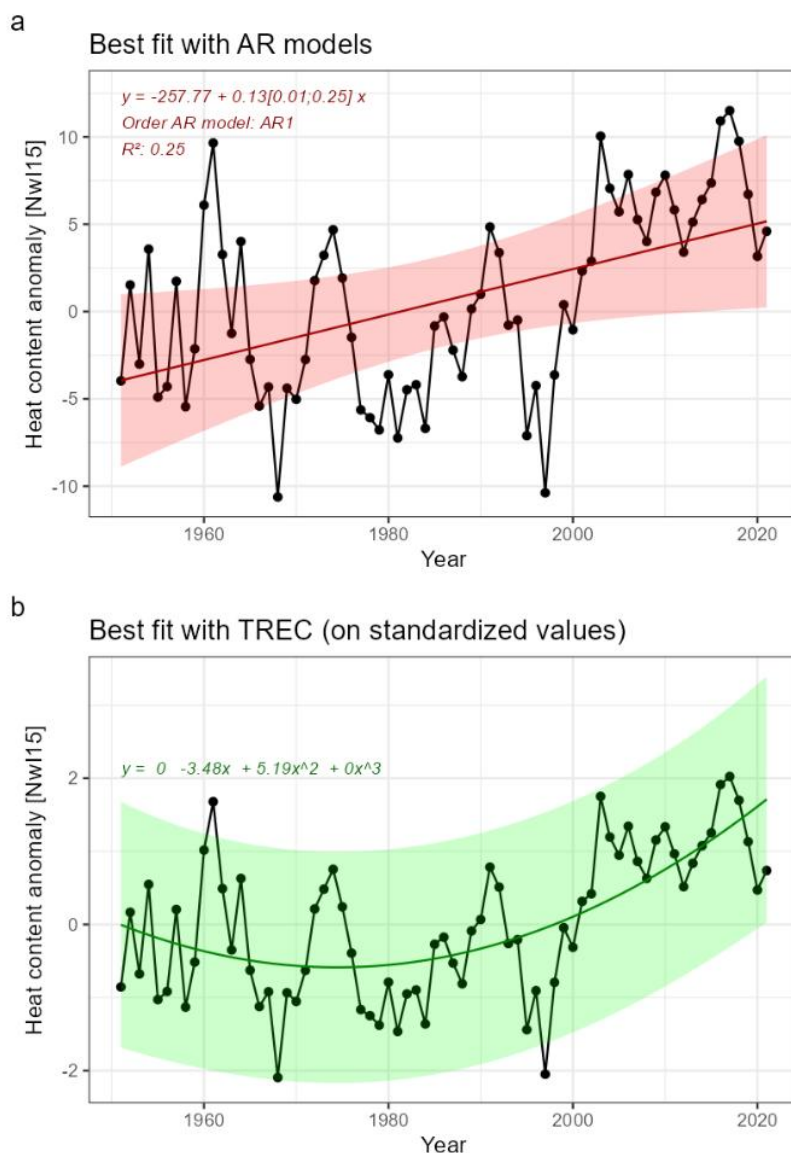 a
Best fit with AR models
y = -257.77 + 0.13[0.01;0.25] x
Order AR model: AR1
R²: 0.25
10
5
0
-5
-10
Heat content anomaly [NwI15]
1960 1980 2000 2020
Year
b
Best fit with TREC (on standardized values)
y = 0 -3.48x + 5.19x^2 + 0x^3
2
0
-2
Heat content anomaly [NwI15]
1960 1980 2000 2020
Year